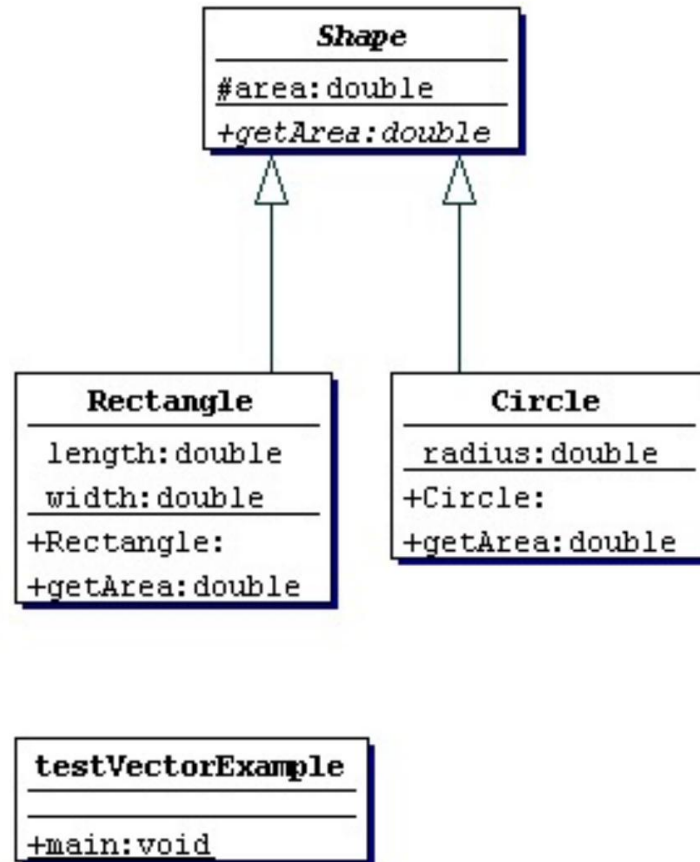 Shape
#area:double
+getArea:double
Rectangle
length:double
width:double
+Rectangle:
+getArea:double
Circle
radius:double
+Circle:
+getArea:double
testVectorExample
+main:void